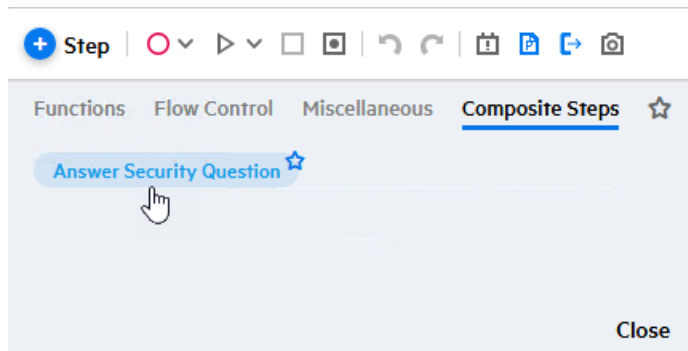 Step
Functions Flow Control Miscellaneous Composite Steps
Answer Security Question
Close